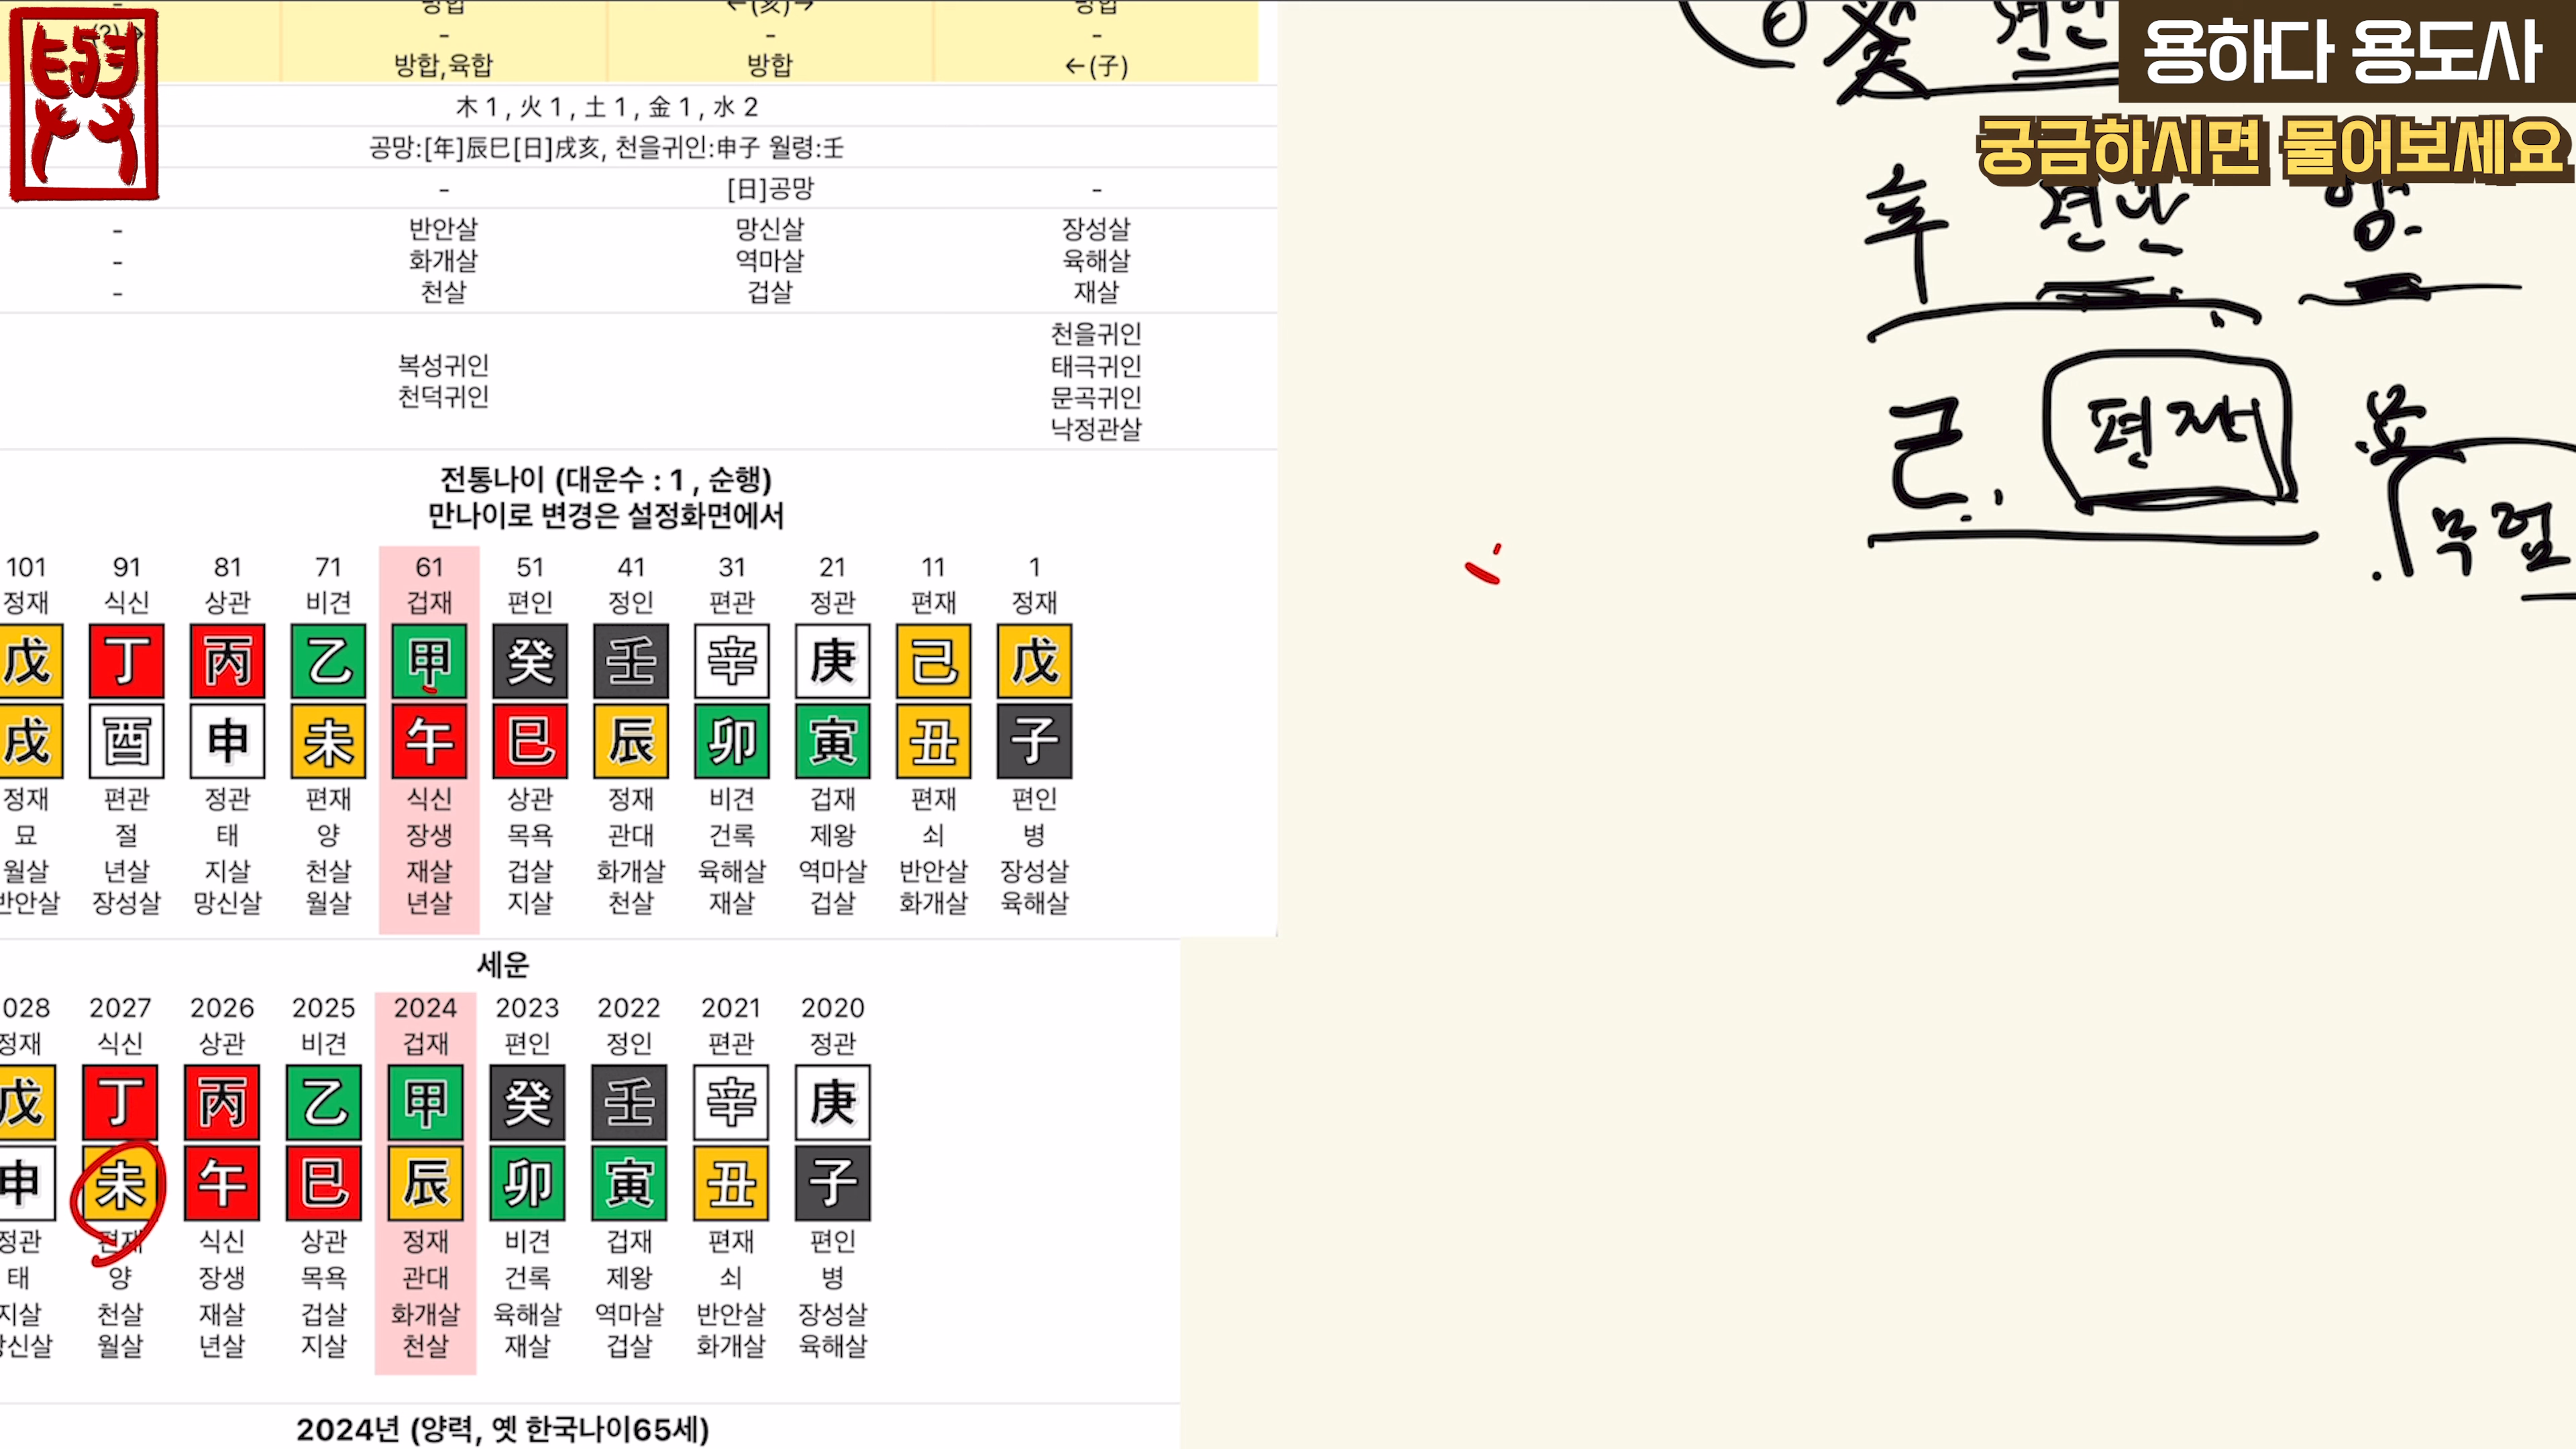 방합 ←(亥)→ 방합
- - -
방합,육합 방합 ←(子)
木 1 , 火 1 , 土 1 , 金 1 , 水 2
공망:[年]辰巳[日]戌亥, 천을귀인:申子 월령:壬
- [日]공망 -
- 반안살 망신살 장성살
- 화개살 역마살 육해살
- 천살 겁살 재살
천을귀인
복성귀인 태극귀인
천덕귀인 문곡귀인
낙정관살
전통나이 (대운수 : 1 , 순행)
만나이로 변경은 설정화면에서
101 91 81 71 61 51 41 31 21 11 1
정재 식신 상관 비견 겁재 편인 정인 편관 정관 편재 정재
戊 丁 丙 乙 甲 癸 壬 辛 庚 己 戊
戌 酉 申 未 午 巳 辰 卯 寅 丑 子
정재 편관 정관 편재 식신 상관 정재 비견 겁재 편재 편인
묘 절 태 양 장생 목욕 관대 건록 제왕 쇠 병
월살 년살 지살 천살 재살 겁살 화개살 육해살 역마살 반안살 장성살
반안살 장성살 망신살 월살 년살 지살 천살 재살 겁살 화개살 육해살
세운
028 2027 2026 2025 2024 2023 2022 2021 2020
정재 식신 상관 비견 겁재 편인 정인 편관 정관
戊 丁 丙 乙 甲 癸 壬 辛 庚
申 未 午 巳 辰 卯 寅 丑 子
정관 편재 식신 상관 정재 비견 겁재 편재 편인
태 양 장생 목욕 관대 건록 제왕 쇠 병
지살 천살 재살 겁살 화개살 육해살 역마살 반안살 장성살
망신살 월살 년살 지살 천살 재살 겁살 화개살 육해살
2024년 (양력, 옛 한국나이65세)
용하다 용도사
궁금하시면 물어보세요
癸 편인
辛 편관 양
己 편재